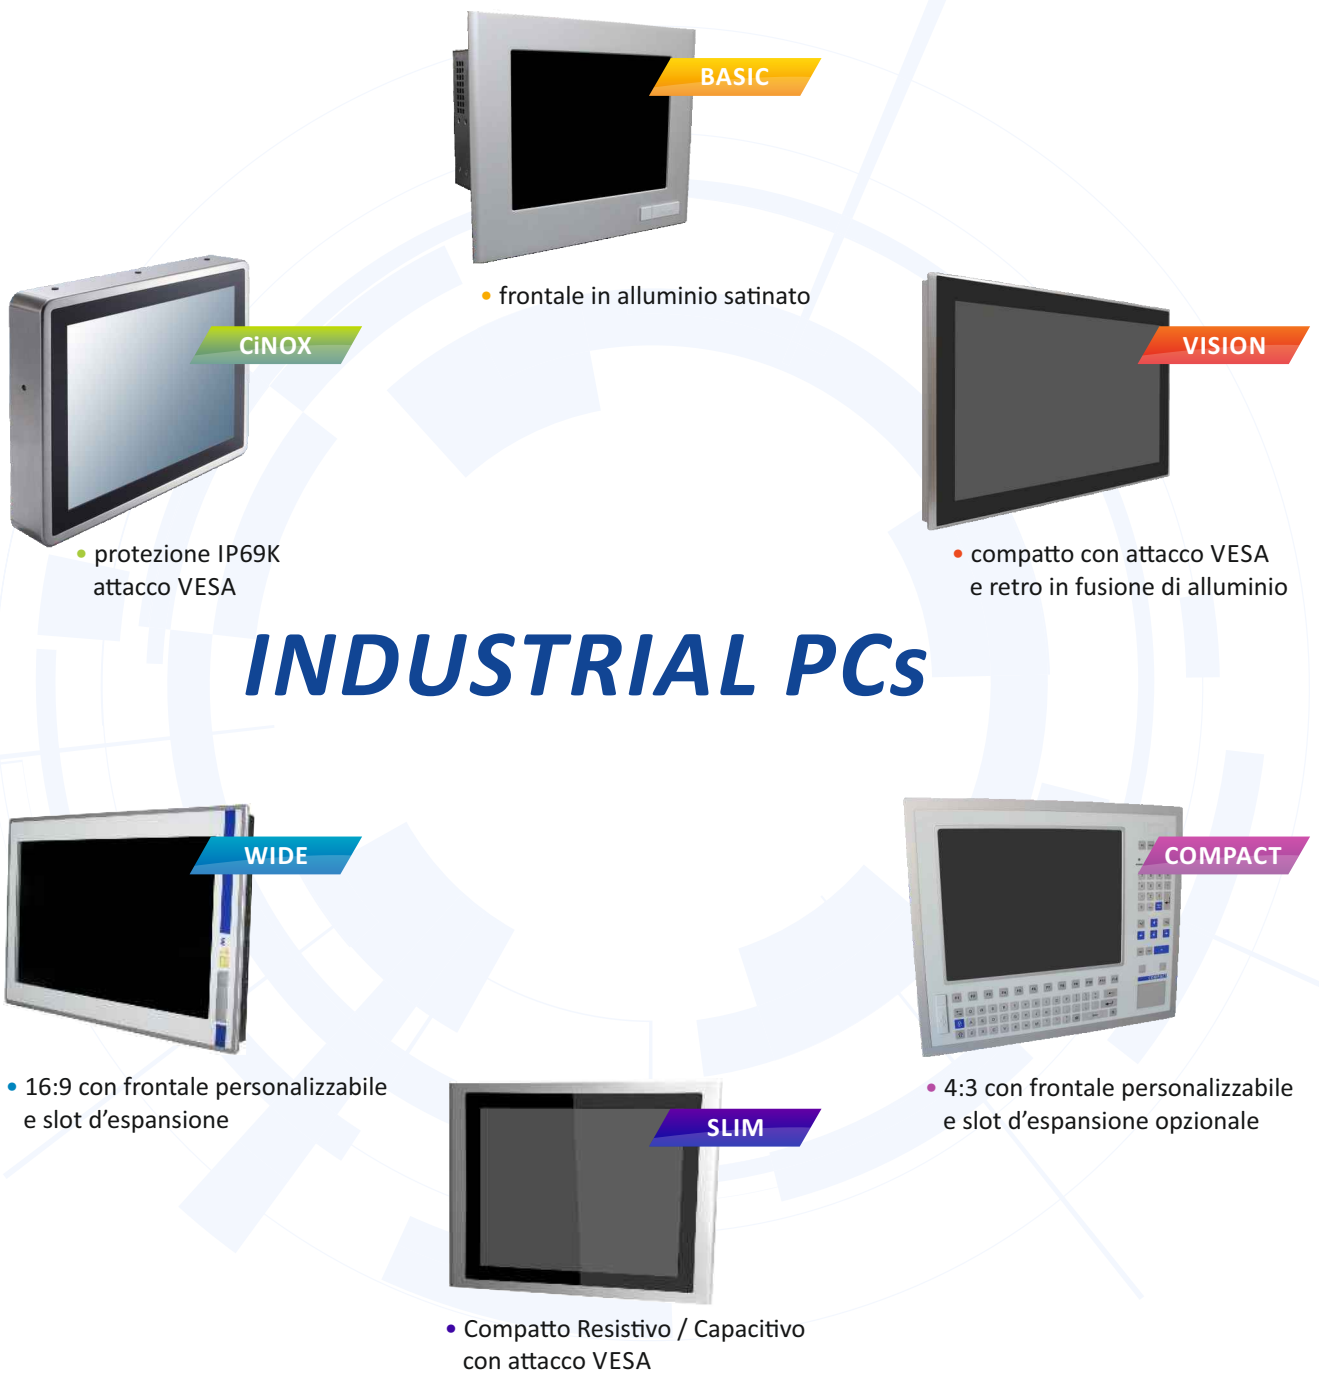 BASIC
• frontale in alluminio satinato
CiNOX
• protezione IP69K
attacco VESA
VISION
• compatto con attacco VESA
e retro in fusione di alluminio
INDUSTRIAL PCs
WIDE
• 16:9 con frontale personalizzabile
e slot d'espansione
COMPACT
• 4:3 con frontale personalizzabile
e slot d'espansione opzionale
SLIM
• Compatto Resistivo / Capacitivo
con attacco VESA